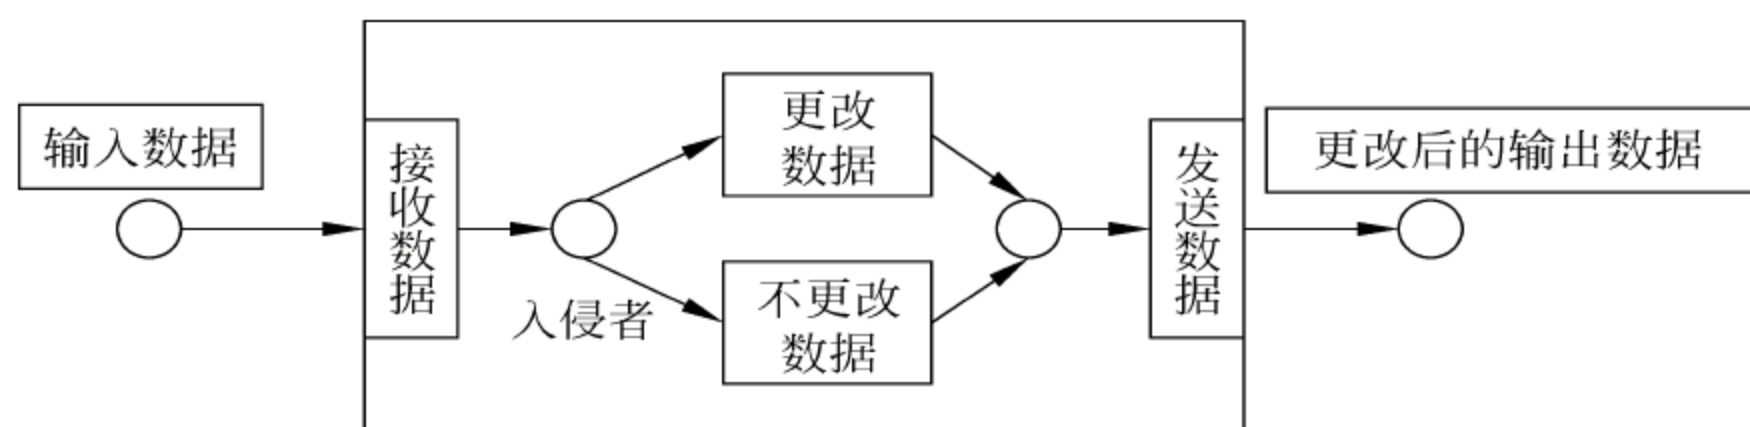 输入数据
接收数据
入侵者
更改
数据
不更改
数据
发送数据
更改后的输出数据